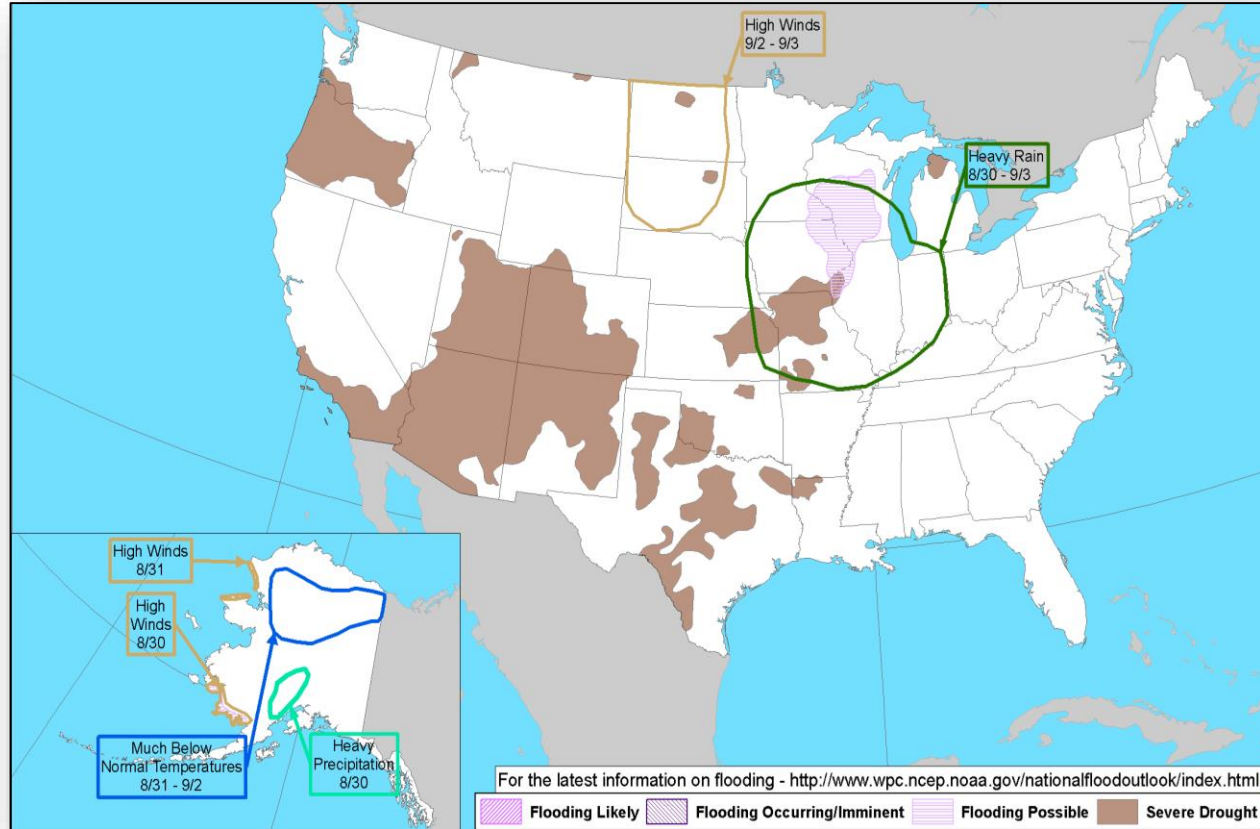 High Winds
9/2 - 9/3
Heavy Rain
8/30 - 9/3
High Winds
8/31
High
Winds
8/30
Much Below
Normal Temperatures
8/31 - 9/2
Heavy
Precipitation
8/30
For the latest information on flooding - http://www.wpc.ncep.noaa.gov/nationalfloodoutlook/index.html
Flooding Likely Flooding Occurring/Imminent Flooding Possible Severe Drought